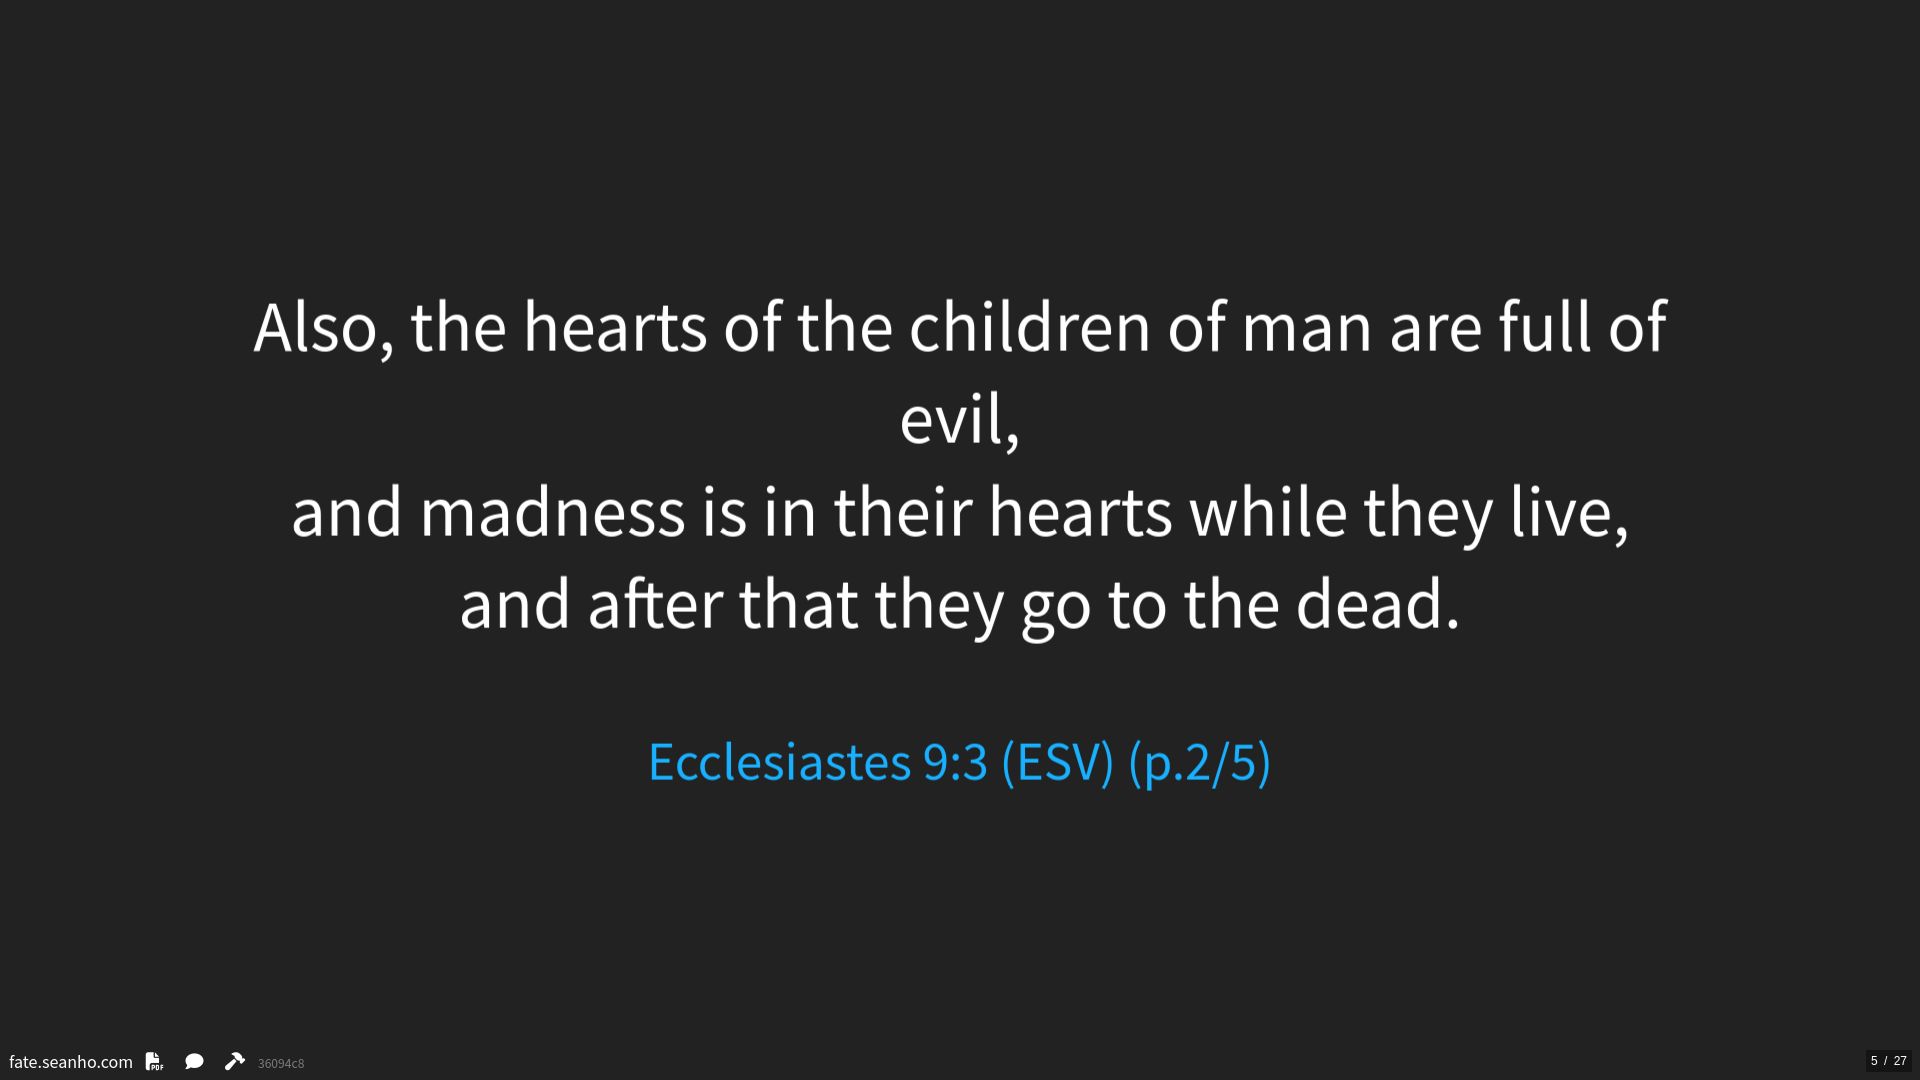 Also, the hearts of the children of man are full of
evil,
and madness is in their hearts while they live,
and after that they go to the dead.
Ecclesiastes 9:3 (ESV) (p.2/5)
fate.seanho.com PDF 36094c8
5 / 27